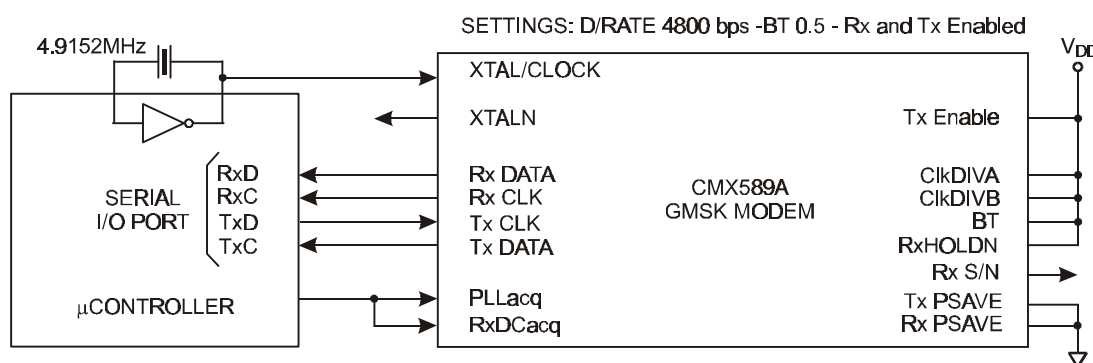 SETTINGS: D/RATE 4800 bps -BT 0.5 - Rx and Tx Enabled
4.9152MHz
VDD
XTAL/CLOCK
XTALN
Tx Enable
RxD
RxC
TxD
TxC
SERIAL
I/O PORT
µCONTROLLER
Rx DATA
Rx CLK
Tx CLK
Tx DATA
PLLacq
RxDCacq
CMX589A
GMSK MODEM
ClkDIVA
ClkDIVB
BT
RxHOLDN
Rx S/N
Tx PSAVE
Rx PSAVE